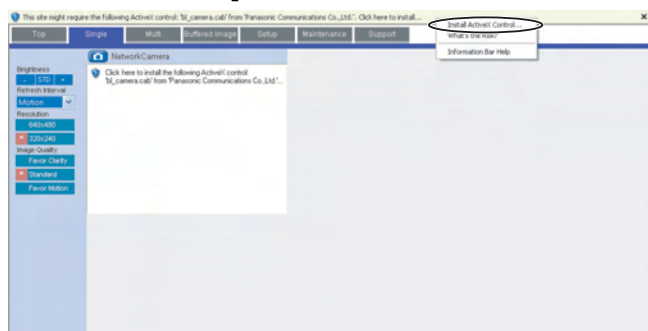 This site might require the following ActiveX control: 'bl_camera.cab' from 'Panasonic Communications Co.,Ltd.'. Click here to install...
Install ActiveX Control...
What's the Risk?
Information Bar Help
Top Single Multi Buffered Image Setup Maintenance Support
NetworkCamera
Click here to install the following ActiveX control:
'bl_camera.cab' from 'Panasonic Communications Co.,Ltd.'...
Brightness
- STD +
Refresh Interval
Motion
Resolution
640x480
320x240
Image Quality
Favor Clarity
Standard
Favor Motion